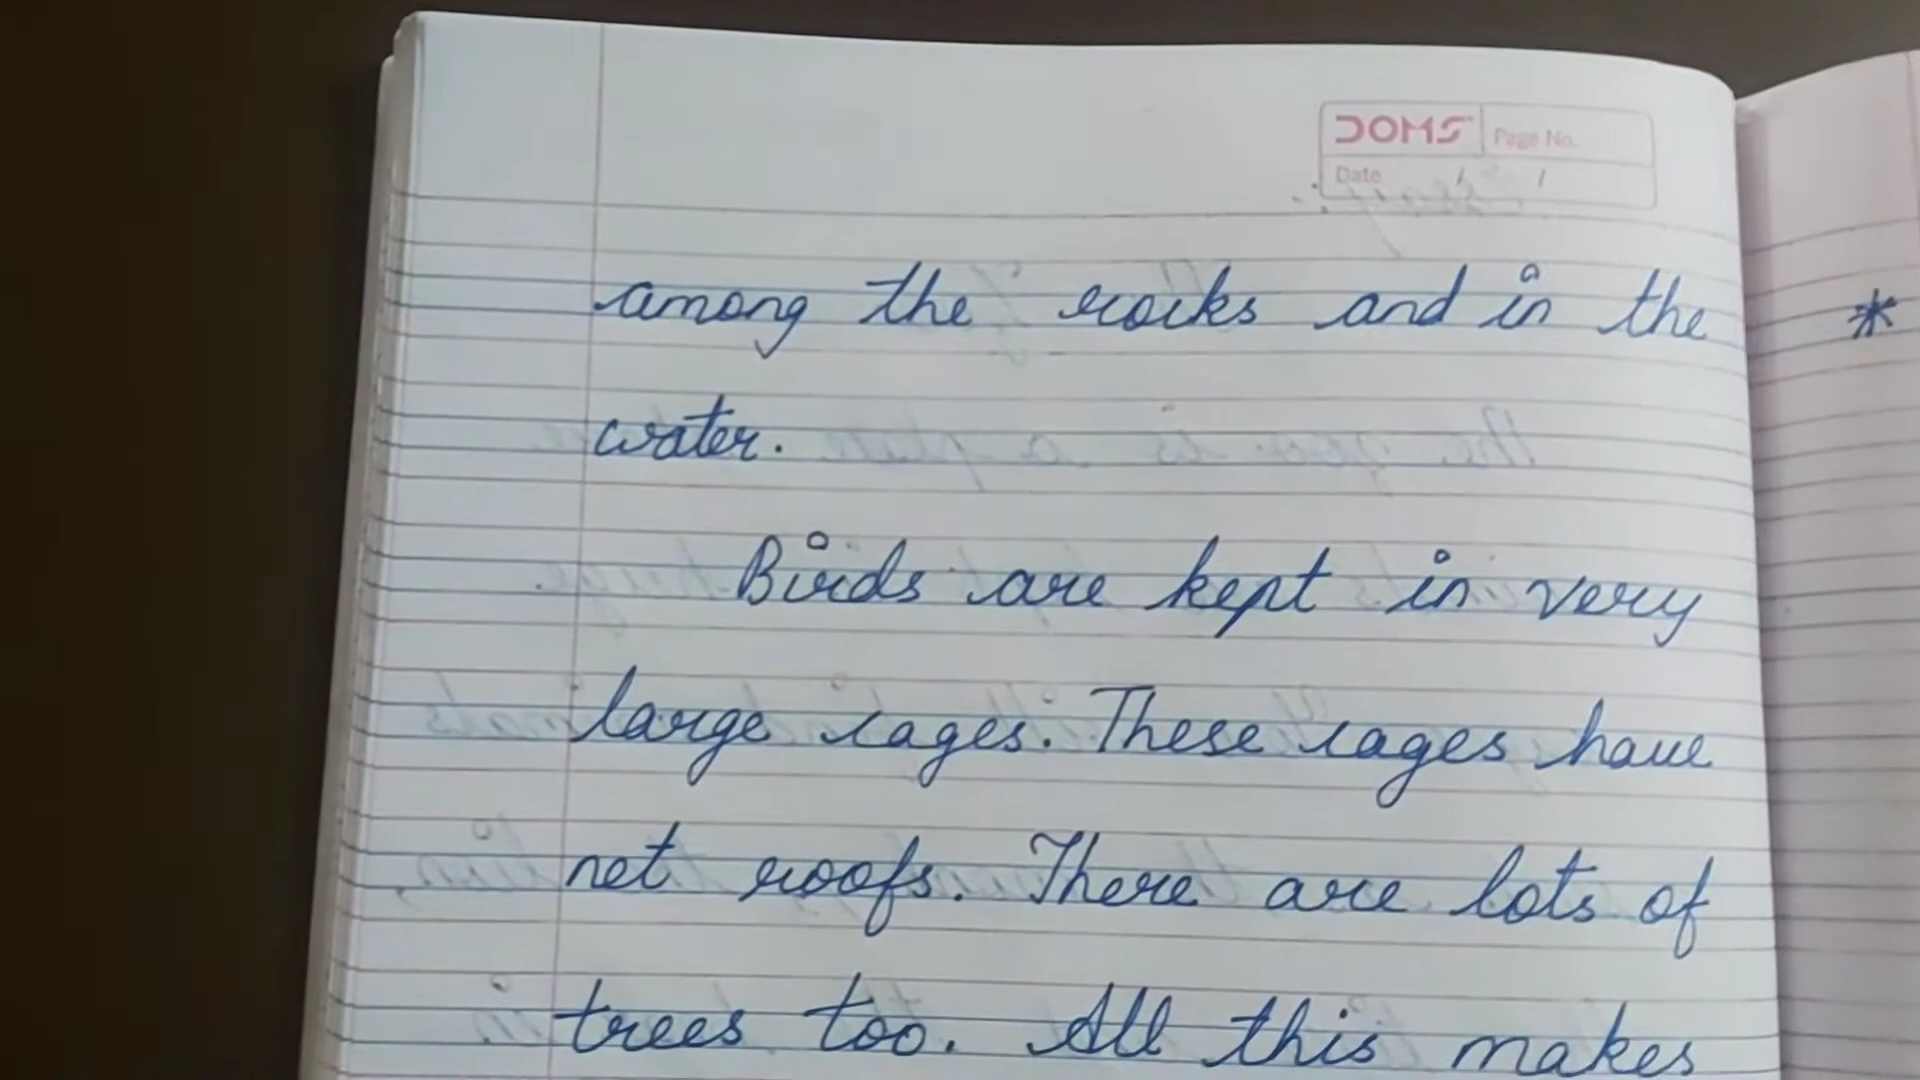 DOMS Page No.
Date / /
among the rocks and in the
water.
Birds are kept in very
large cages. These cages have
net roofs. There are lots of
trees too. All this makes
*